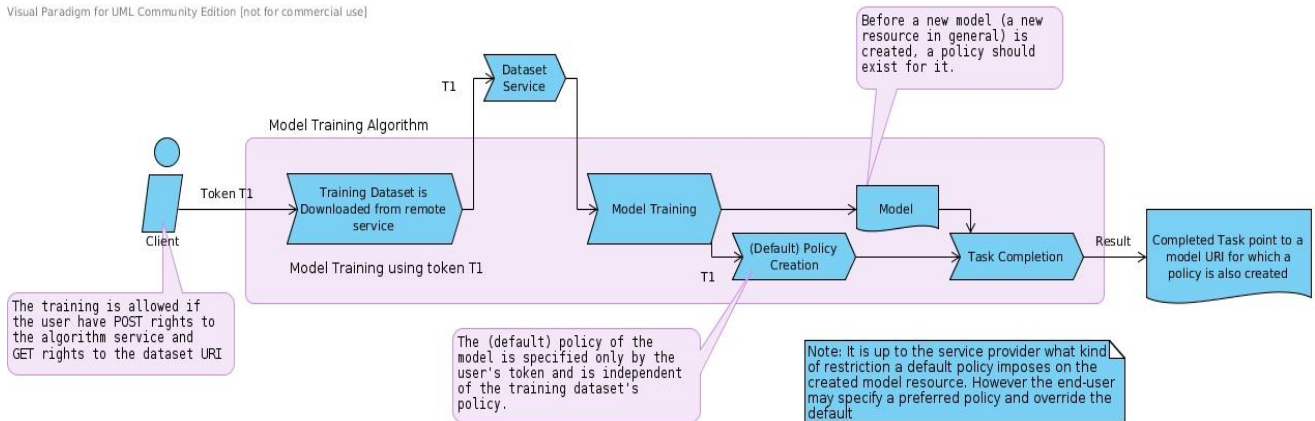 Visual Paradigm for UML Community Edition [not for commercial use]
Before a new model (a new
resource in general) is
created, a policy should
exist for it.
Dataset
Service
T1
Model Training Algorithm
Token T1
Client
Training Dataset is
Downloaded from remote
service
Model Training
Model
(Default) Policy
Creation
T1
Task Completion
Result
Completed Task point to a
model URI for which a
policy is also created
Model Training using token T1
The training is allowed if
the user have POST rights to
the algorithm service and
GET rights to the dataset URI
The (default) policy of the
model is specified only by the
user's token and is independent
of the training dataset's
policy.
Note: It is up to the service provider what kind
of restriction a default policy imposes on the
created model resource. However the end-user
may specify a preferred policy and override the
default